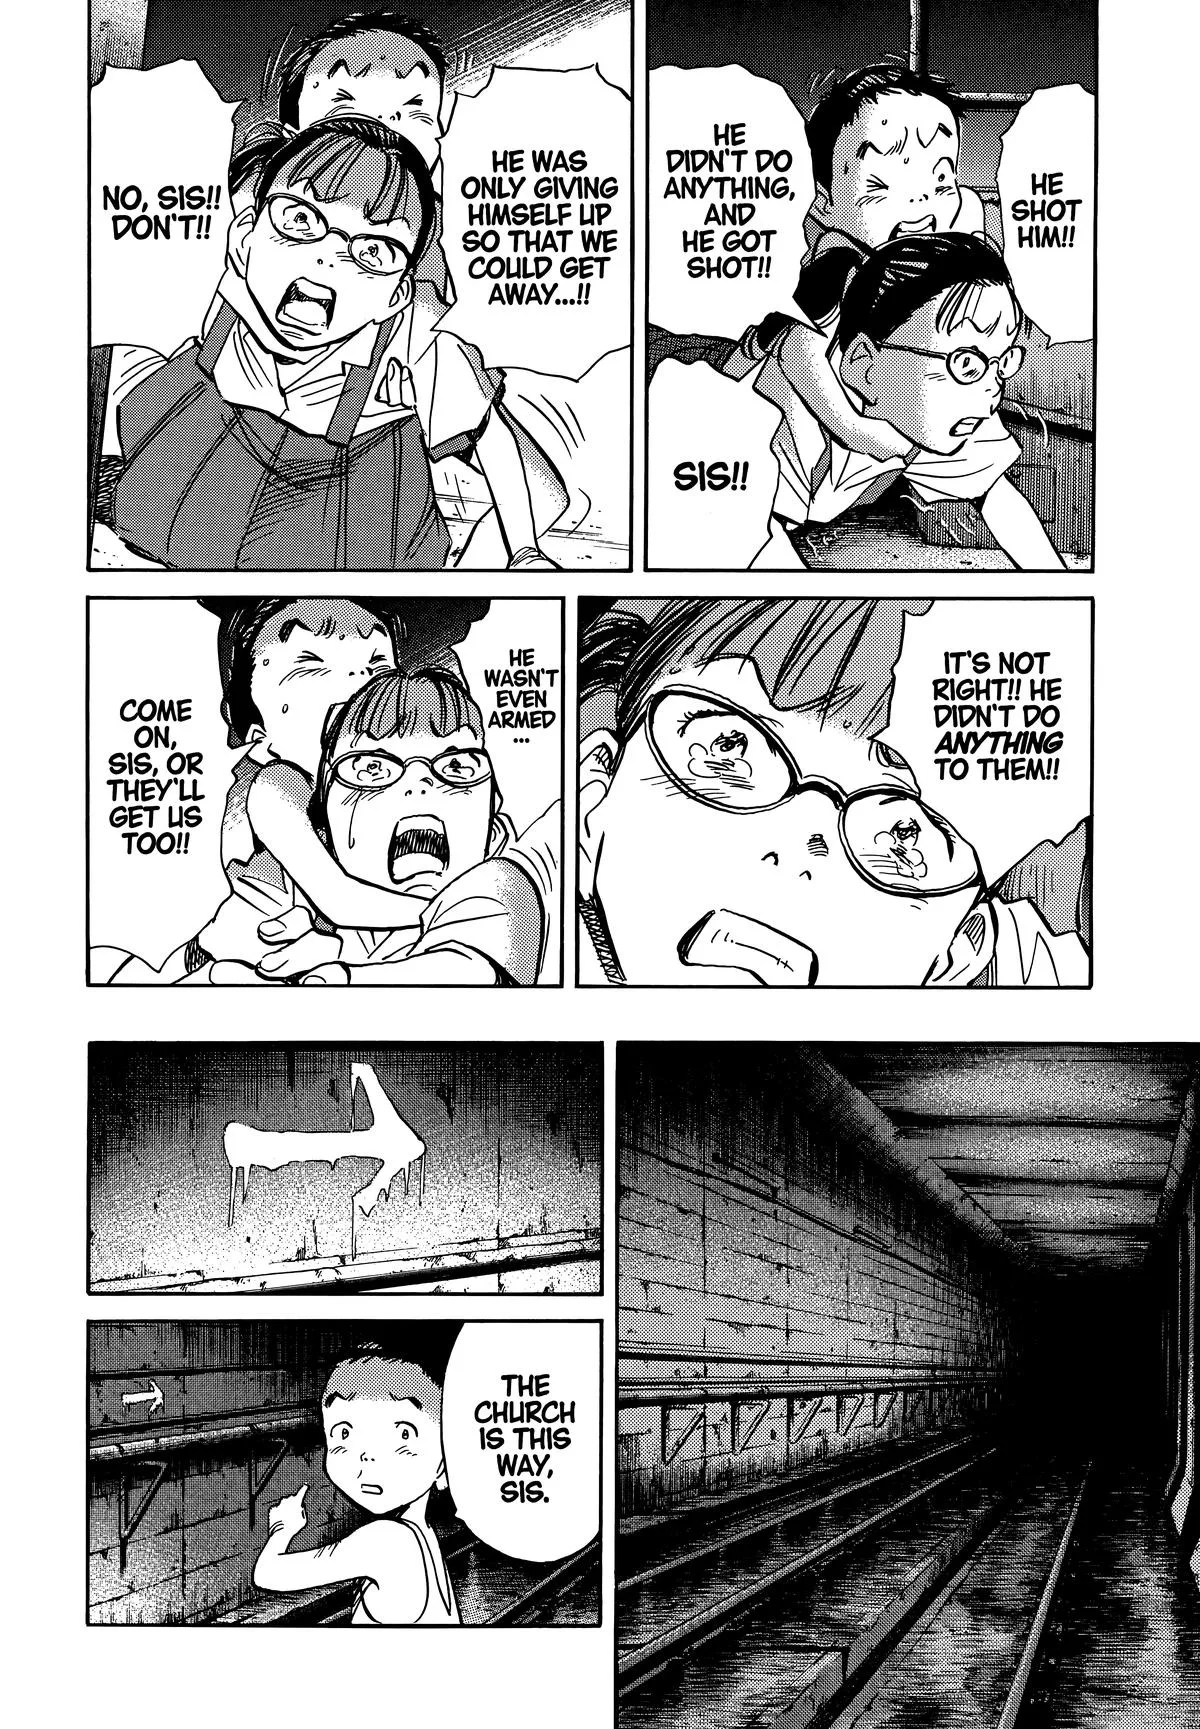 HE
SHOT
HIM!!
HE
DIDN'T DO
ANYTHING,
AND
HE GOT
SHOT!!
SIS!!
HE WAS
ONLY GIVING
HIMSELF UP
SO THAT WE
COULD GET
AWAY...!!
NO, SIS!!
DON'T!!
IT'S NOT
RIGHT!! HE
DIDN'T DO
ANYTHING
TO THEM!!
HE
WASN'T
EVEN
ARMED
...
COME
ON,
SIS, OR
THEY'LL
GET US
TOO!!
THE
CHURCH
IS THIS
WAY,
SIS.